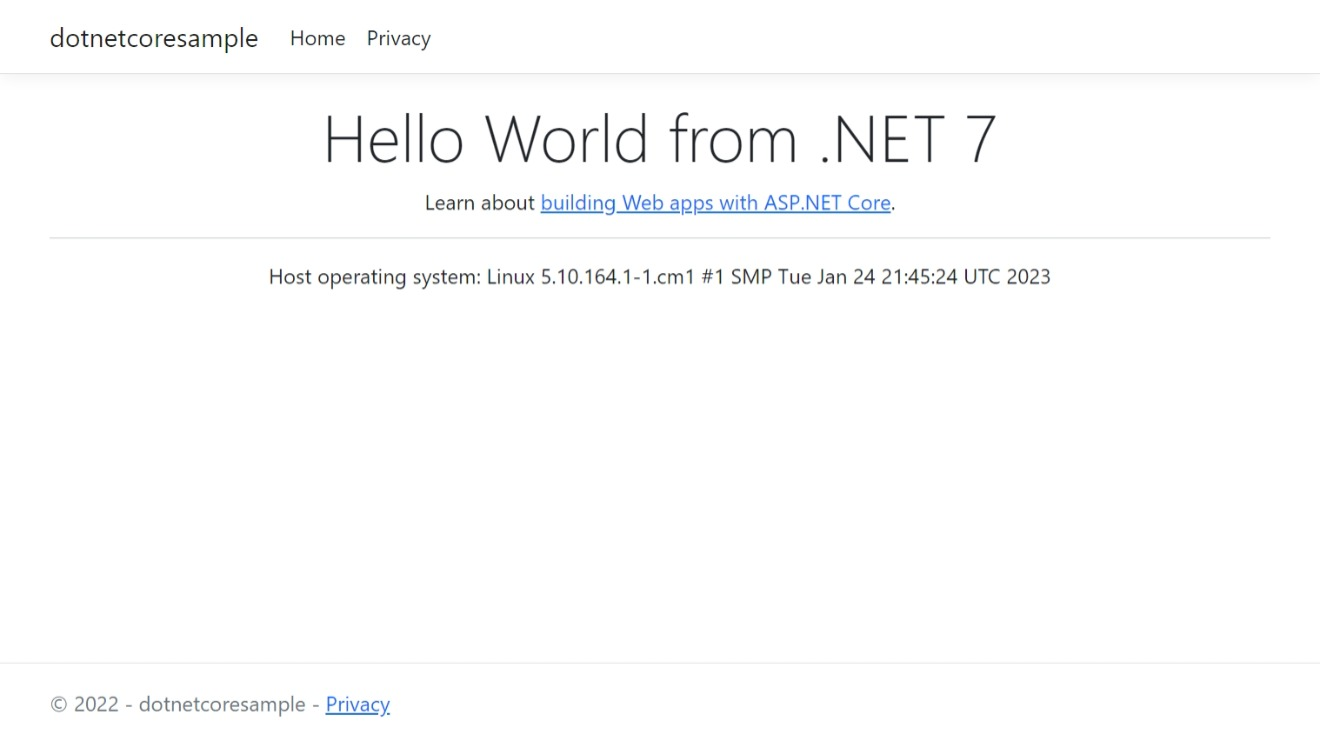 dotnetcoresample Home Privacy
Hello World from .NET 7
Learn about building Web apps with ASP.NET Core.
Host operating system: Linux 5.10.164.1-1.cm1 #1 SMP Tue Jan 24 21:45:24 UTC 2023
© 2022 - dotnetcoresample - Privacy